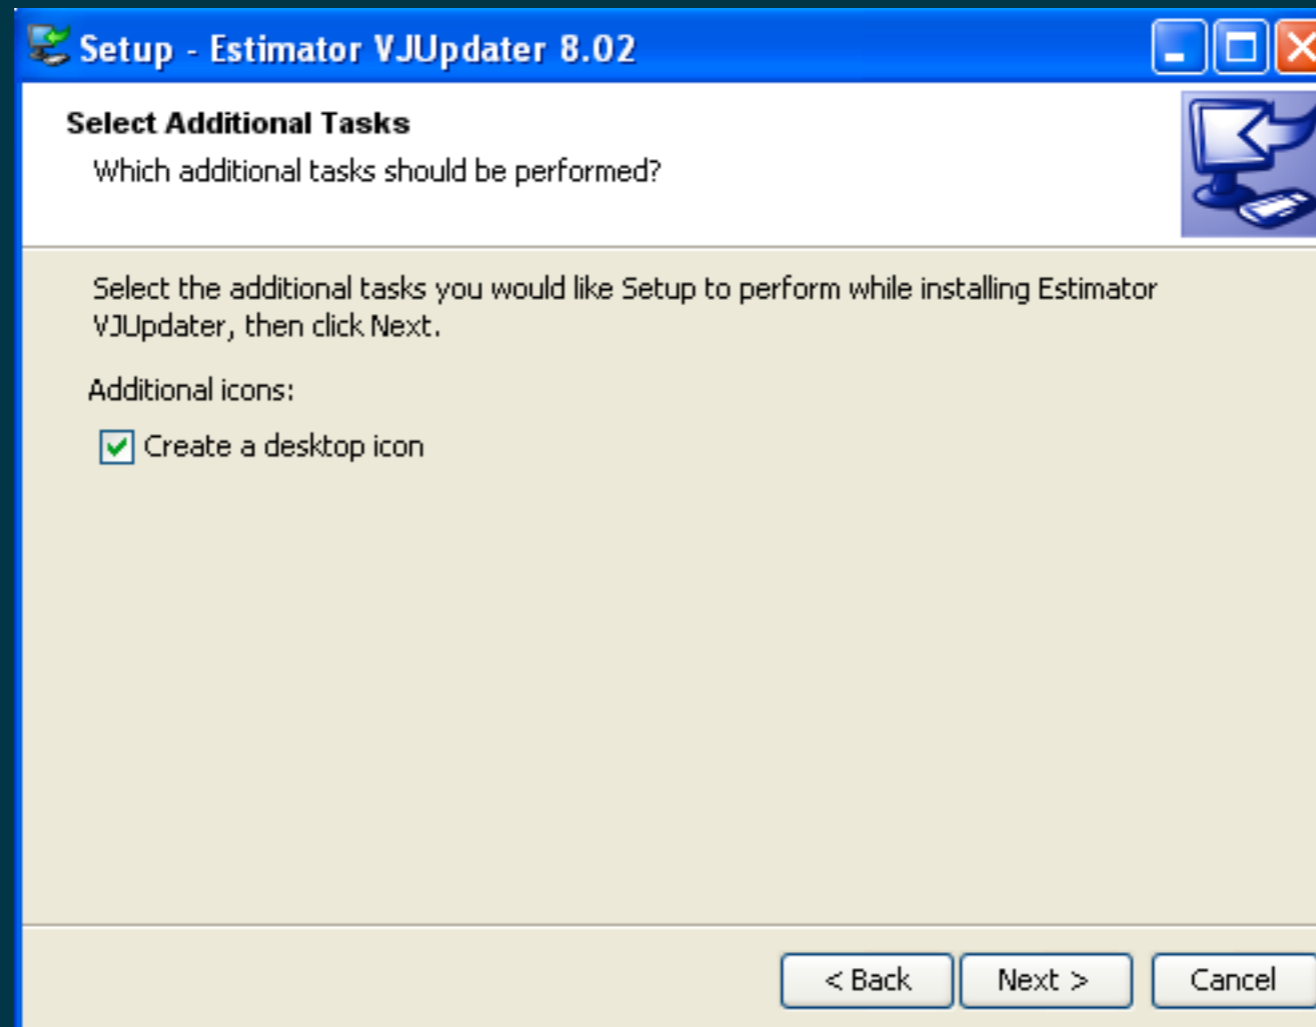 Setup - Estimator VJUpdater 8.02
Select Additional Tasks
Which additional tasks should be performed?
Select the additional tasks you would like Setup to perform while installing Estimator
VJUpdater, then click Next.
Additional icons:
Create a desktop icon
< Back Next > Cancel